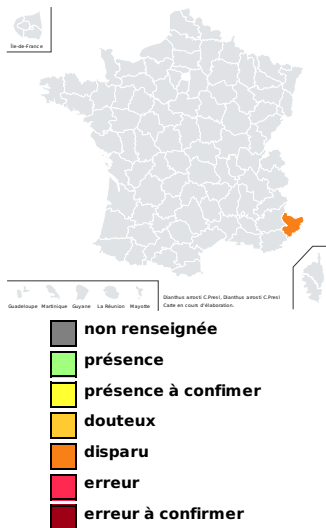 Île-de-France
Dianthus arrosti C.Presl, Dianthus arrosti C.Presl
Carte en cours d'élaboration.
Guadeloupe Martinique Guyane La Réunion Mayotte
non renseignée
présence
présence à confimer
douteux
disparu
erreur
erreur à confirmer